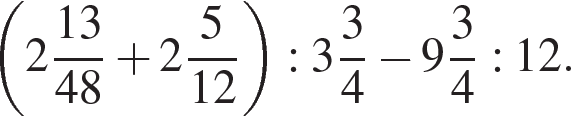 (2 13/48 + 2 5/12) : 3 3/4 − 9 3/4 : 12.